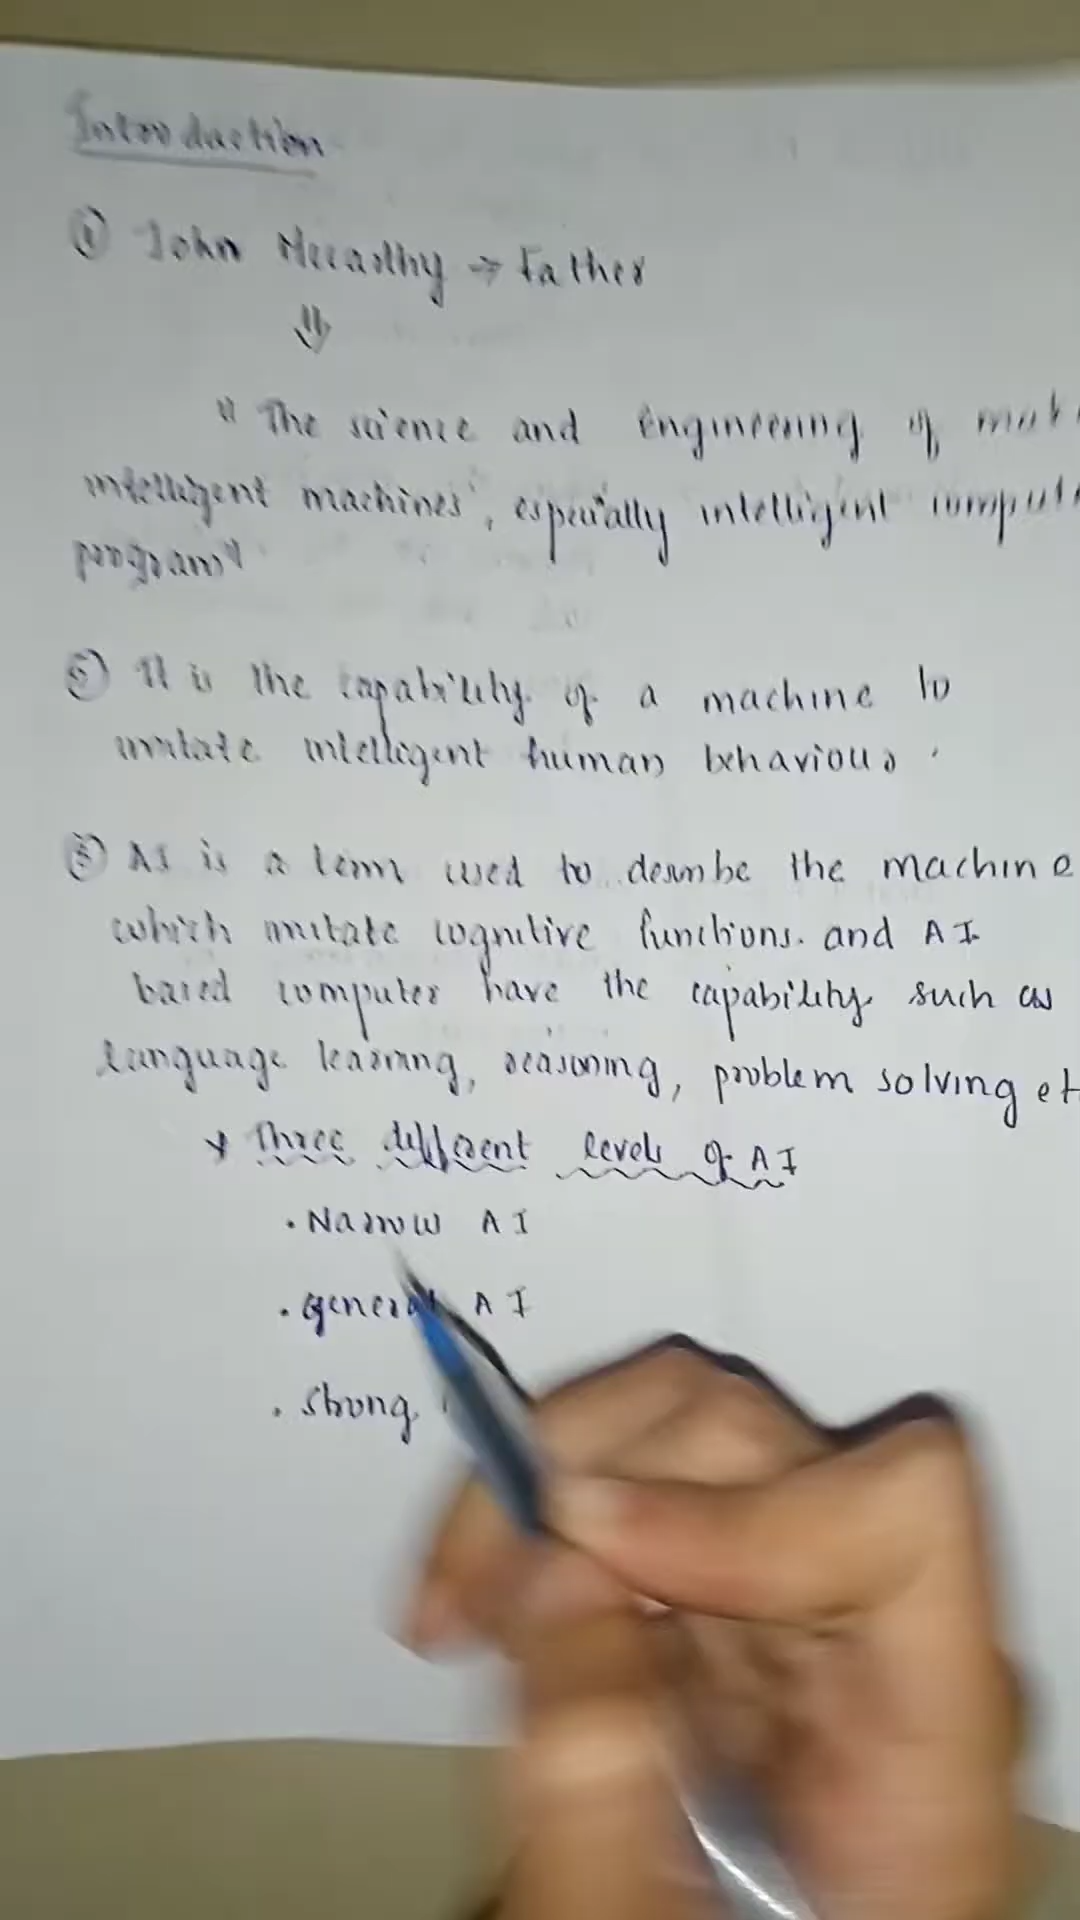 Introduction
① John Mccarthy → Father
⇓
" The science and engineering of
intelligent machines", especially intelligent
program"
It is the capability of a machine to
imitate intelligent human behaviour.
③ AI is a term used to describe the machine
which imitate cognitive functions. and AI
based computer have the capability such as
language learning, reasoning, problem solving
* Three different levels of AI
. Narrow AI
. general AI
. Strong